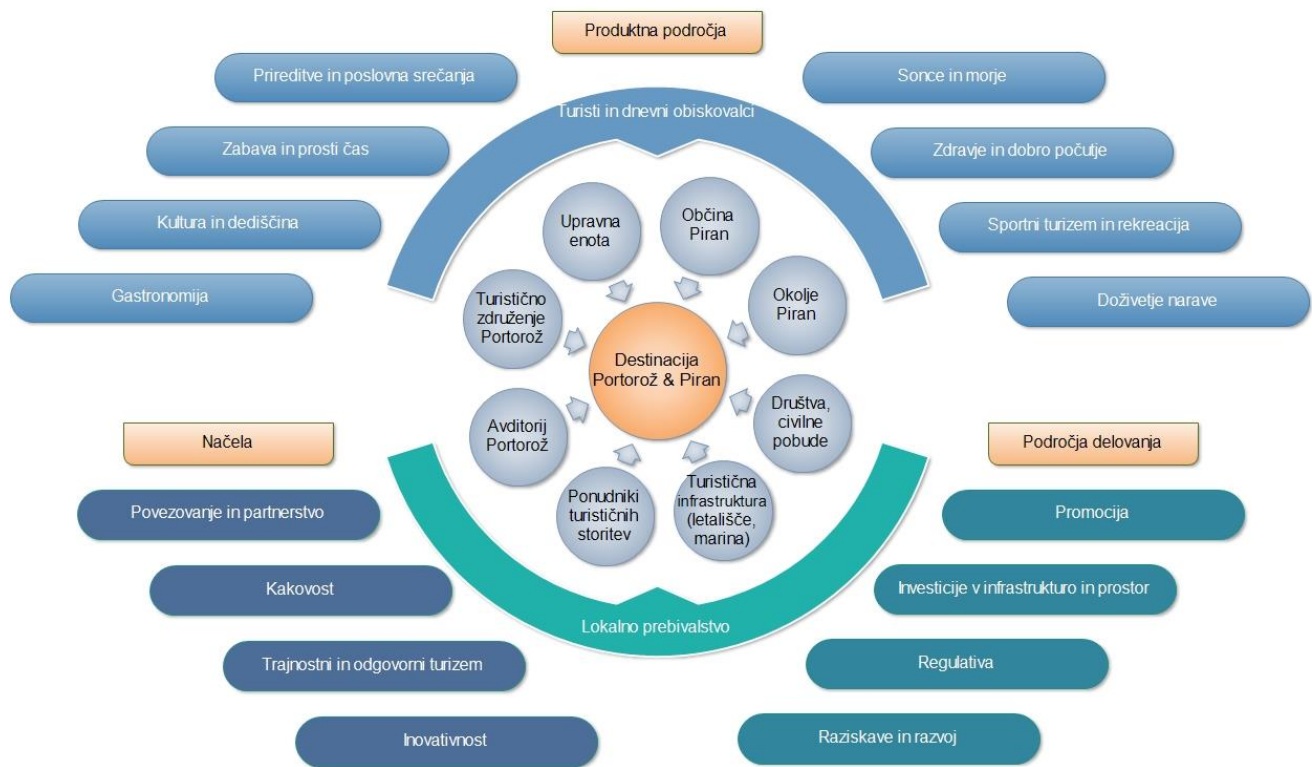 Produktna področja
Prireditve in poslovna srečanja
Sonce in morje
Turisti in dnevni obiskovalci
Zabava in prosti čas
Zdravje in dobro počutje
Kultura in dediščina
Sportni turizem in rekreacija
Gastronomija
Doživetje narave
Upravna
enota
Občina
Piran
Turistično
združenje
Portorož
Okolje
Piran
Destinacija
Portorož & Piran
Avditorij
Portorož
Društva,
civilne
pobude
Ponudniki
turističnih
storitev
Turistična
infrastruktura
(letališče,
marina)
Lokalno prebivalstvo
Načela
Povezovanje in partnerstvo
Kakovost
Trajnostni in odgovorni turizem
Inovativnost
Področja delovanja
Promocija
Investicije v infrastrukturo in prostor
Regulativa
Raziskave in razvoj